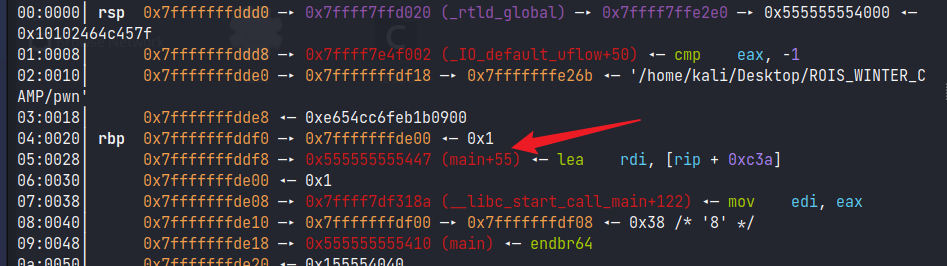 00:0000│ rsp 0x7fffffffddd0 —▸ 0x7ffff7ffd020 (_rtld_global) —▸ 0x7ffff7ffe2e0 —▸ 0x555555554000 ◂—
0x10102464c457f
01:0008│     0x7fffffffddd8 —▸ 0x7ffff7e4f002 (_IO_default_uflow+50) ◂— cmp    eax, -1
02:0010│     0x7fffffffdde0 —▸ 0x7fffffffdf18 —▸ 0x7fffffffe26b ◂— '/home/kali/Desktop/ROIS_WINTER_C
AMP/pwn'
03:0018│     0x7fffffffdde8 ◂— 0xe654cc6feb1b0900
04:0020│ rbp 0x7fffffffddf0 —▸ 0x7fffffffde00 ◂— 0x1
05:0028│     0x7fffffffddf8 —▸ 0x555555555447 (main+55) ◂— lea    rdi, [rip + 0xc3a]
06:0030│     0x7fffffffde00 ◂— 0x1
07:0038│     0x7fffffffde08 —▸ 0x7ffff7df318a (__libc_start_call_main+122) ◂— mov    edi, eax
08:0040│     0x7fffffffde10 —▸ 0x7fffffffdf00 —▸ 0x7fffffffdf08 ◂— 0x38 /* '8' */
09:0048│     0x7fffffffde18 —▸ 0x555555555410 (main) ◂— endbr64
0a:0050│     0x7fffffffde20 ◂— 0x155554040